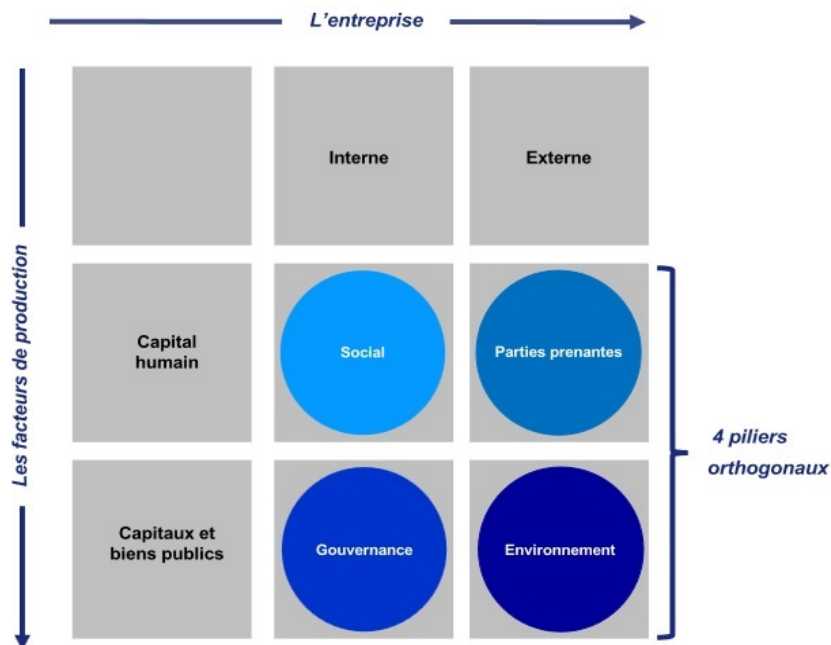 L'entreprise
Les facteurs de production
Interne
Externe
Capital
humain
Social
Parties prenantes
4 piliers
orthogonaux
Capitaux et
biens publics
Gouvernance
Environnement